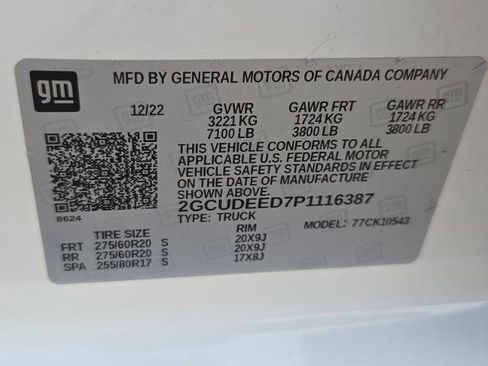 gm
MFD BY GENERAL MOTORS OF CANADA COMPANY
12/22 GVWR GAWR FRT GAWR RR
3221 KG 1724 KG 1724 KG
7100 LB 3800 LB 3800 LB
THIS VEHICLE CONFORMS TO ALL
APPLICABLE U.S. FEDERAL MOTOR
VEHICLE SAFETY STANDARDS IN EFFECT
ON THE DATE OF MANUFACTURE
SHOWN ABOVE.
8624
2GCUDEED7P1116387
TYPE: TRUCK MODEL: 77CK10543
TIRE SIZE RIM
FRT 275/60R20 S 20X9J
RR 275/60R20 S 20X9J
SPA 255/80R17 S 17X8J